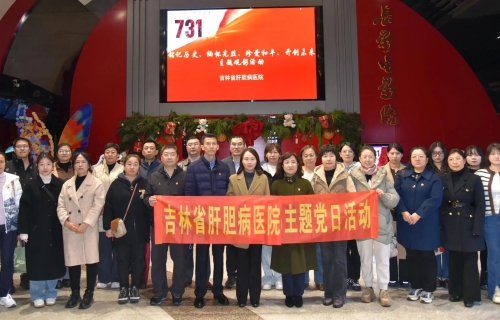 731
铭记历史、缅怀先烈、珍爱和平、开创未来
主题观影活动
吉林省肝胆病医院
长影电影院
吉林省肝胆病医院主题党日活动